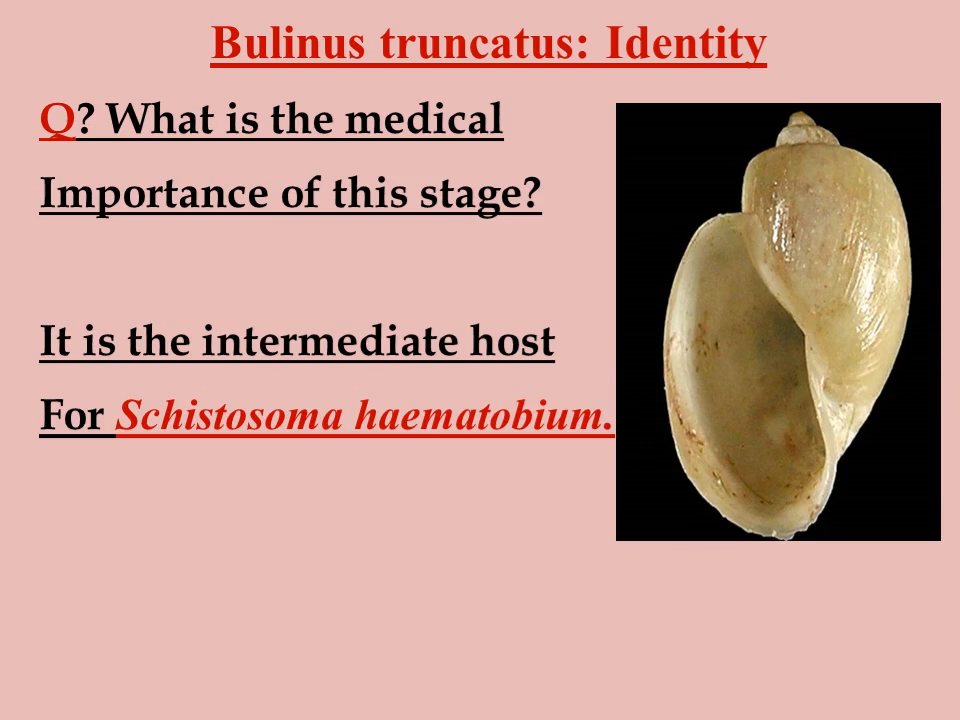 Bulinus truncatus: Identity
Q? What is the medical
Importance of this stage?
It is the intermediate host
For Schistosoma haematobium.